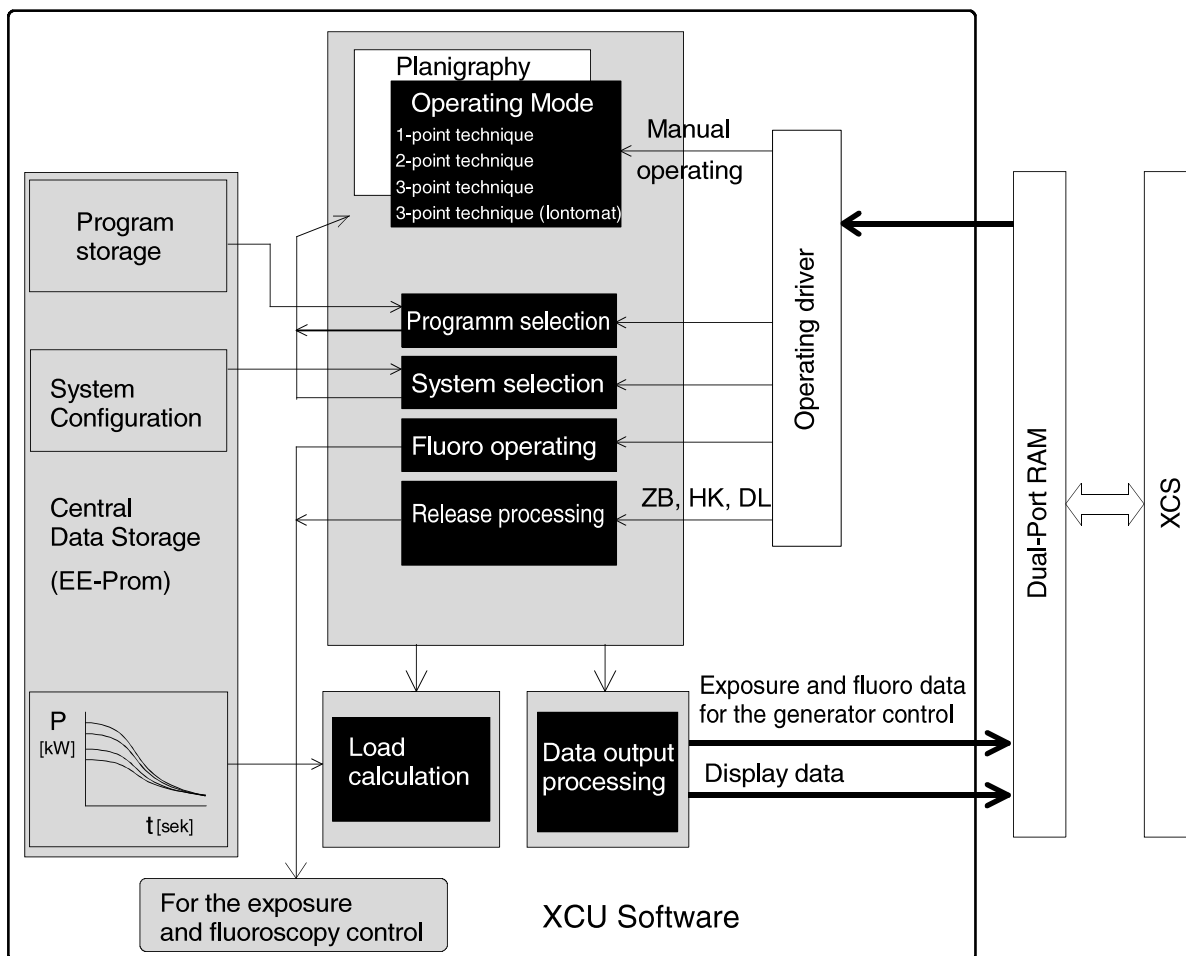 Planigraphy
Operating Mode
1-point technique
2-point technique
3-point technique
3-point technique (Iontomat)
Manual
operating
Program
storage
System
Configuration
Central
Data Storage
(EE-Prom)
P
[kW]
t [sek]
Programm selection
System selection
Fluoro operating
Release processing
ZB, HK, DL
Operating driver
Dual-Port RAM
XCS
Load
calculation
Data output
processing
Exposure and fluoro data
for the generator control
Display data
For the exposure
and fluoroscopy control
XCU Software